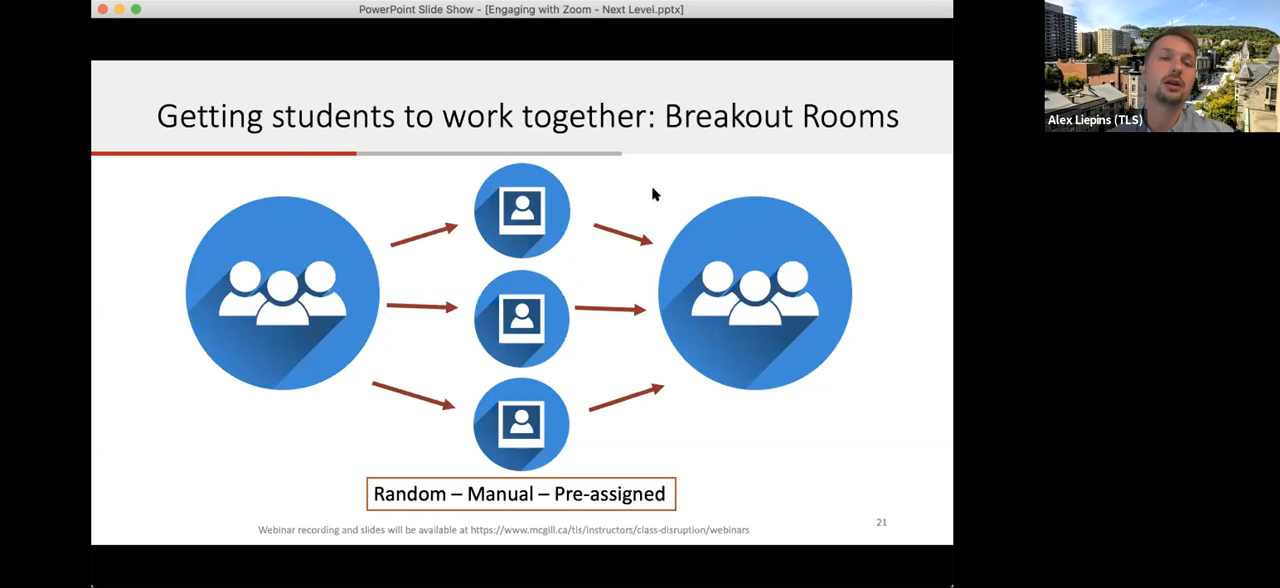 PowerPoint Slide Show - [Engaging with Zoom - Next Level.pptx]
Getting students to work together: Breakout Rooms
Alex Liepins (TLS)
Random – Manual – Pre-assigned
Webinar recording and slides will be available at https://www.mcgill.ca/tls/instructors/class-disruption/webinars
21